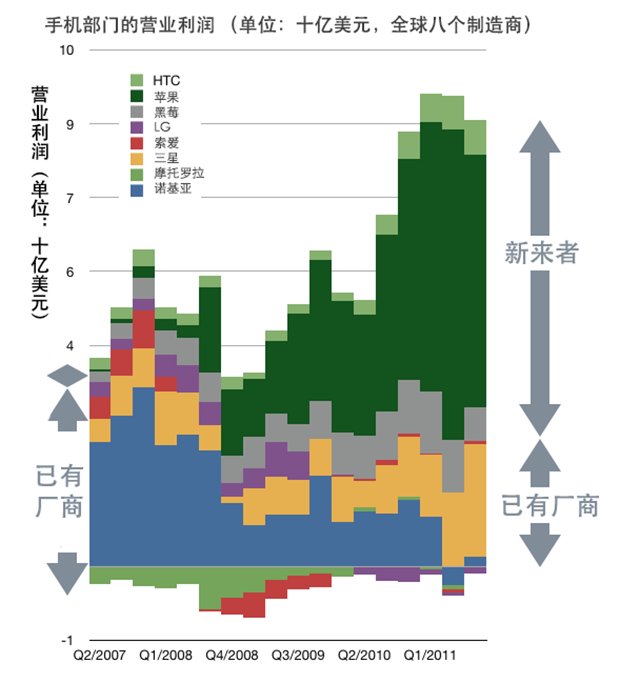 手机部门的营业利润 （单位：十亿美元，全球八个制造商）
10
营业利润（单位：十亿美元）
HTC
苹果
黑莓
LG
索爱
三星
摩托罗拉
诺基亚
9
7
6
4
新来者
已有
厂商
已有厂商
-1
Q2/2007
Q1/2008
Q4/2008
Q3/2009
Q2/2010
Q1/2011